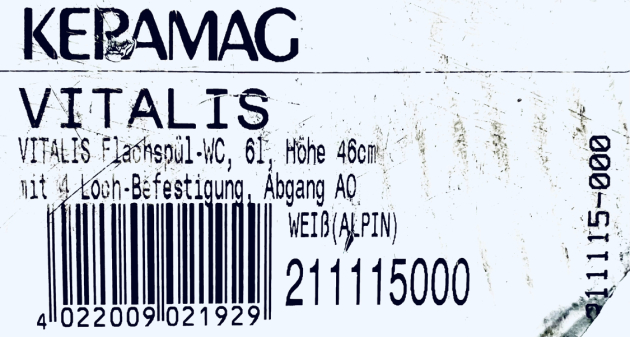 KERAMAG
VITALIS
VITALIS Flachspül-WC, 6l, Höhe 46cm
mit 4 Loch-Befestigung, Abgang AO
WEIß(ALPIN)
211115000
4 022009 021929
211115-000